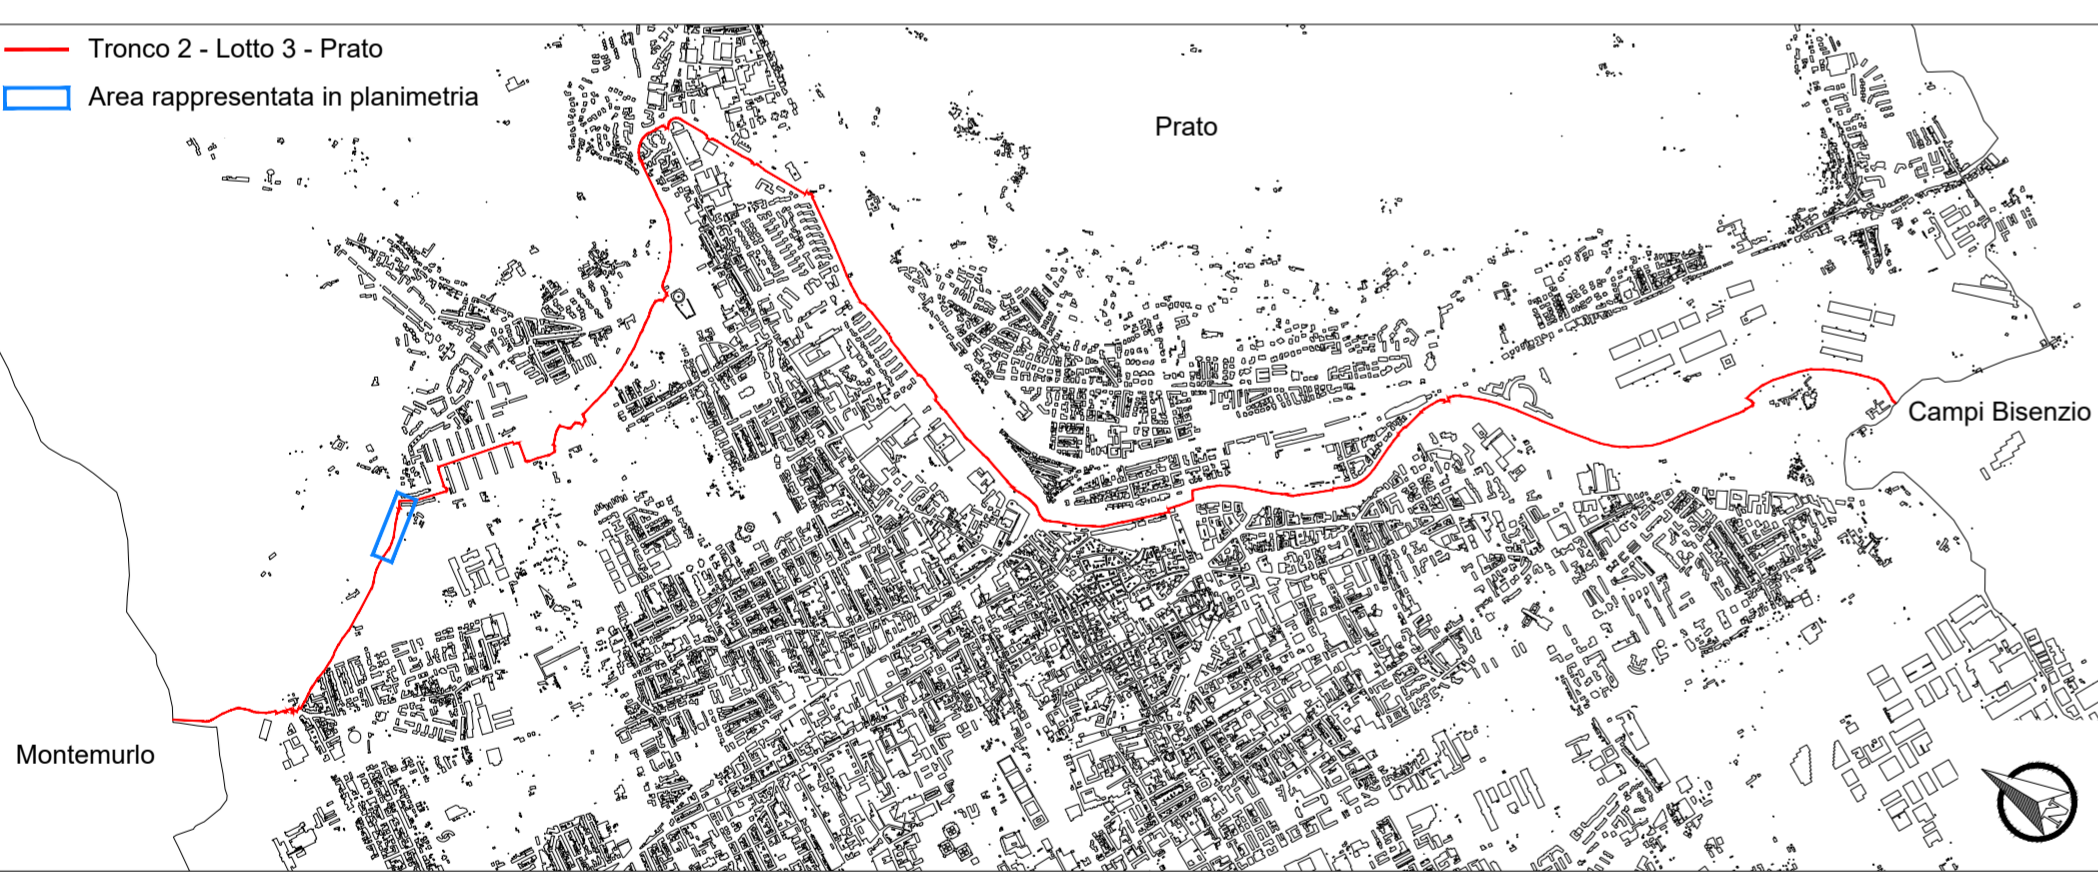 Tronco 2 - Lotto 3 - Prato
Area rappresentata in planimetria
Prato
Campi Bisenzio
Montemurlo
N